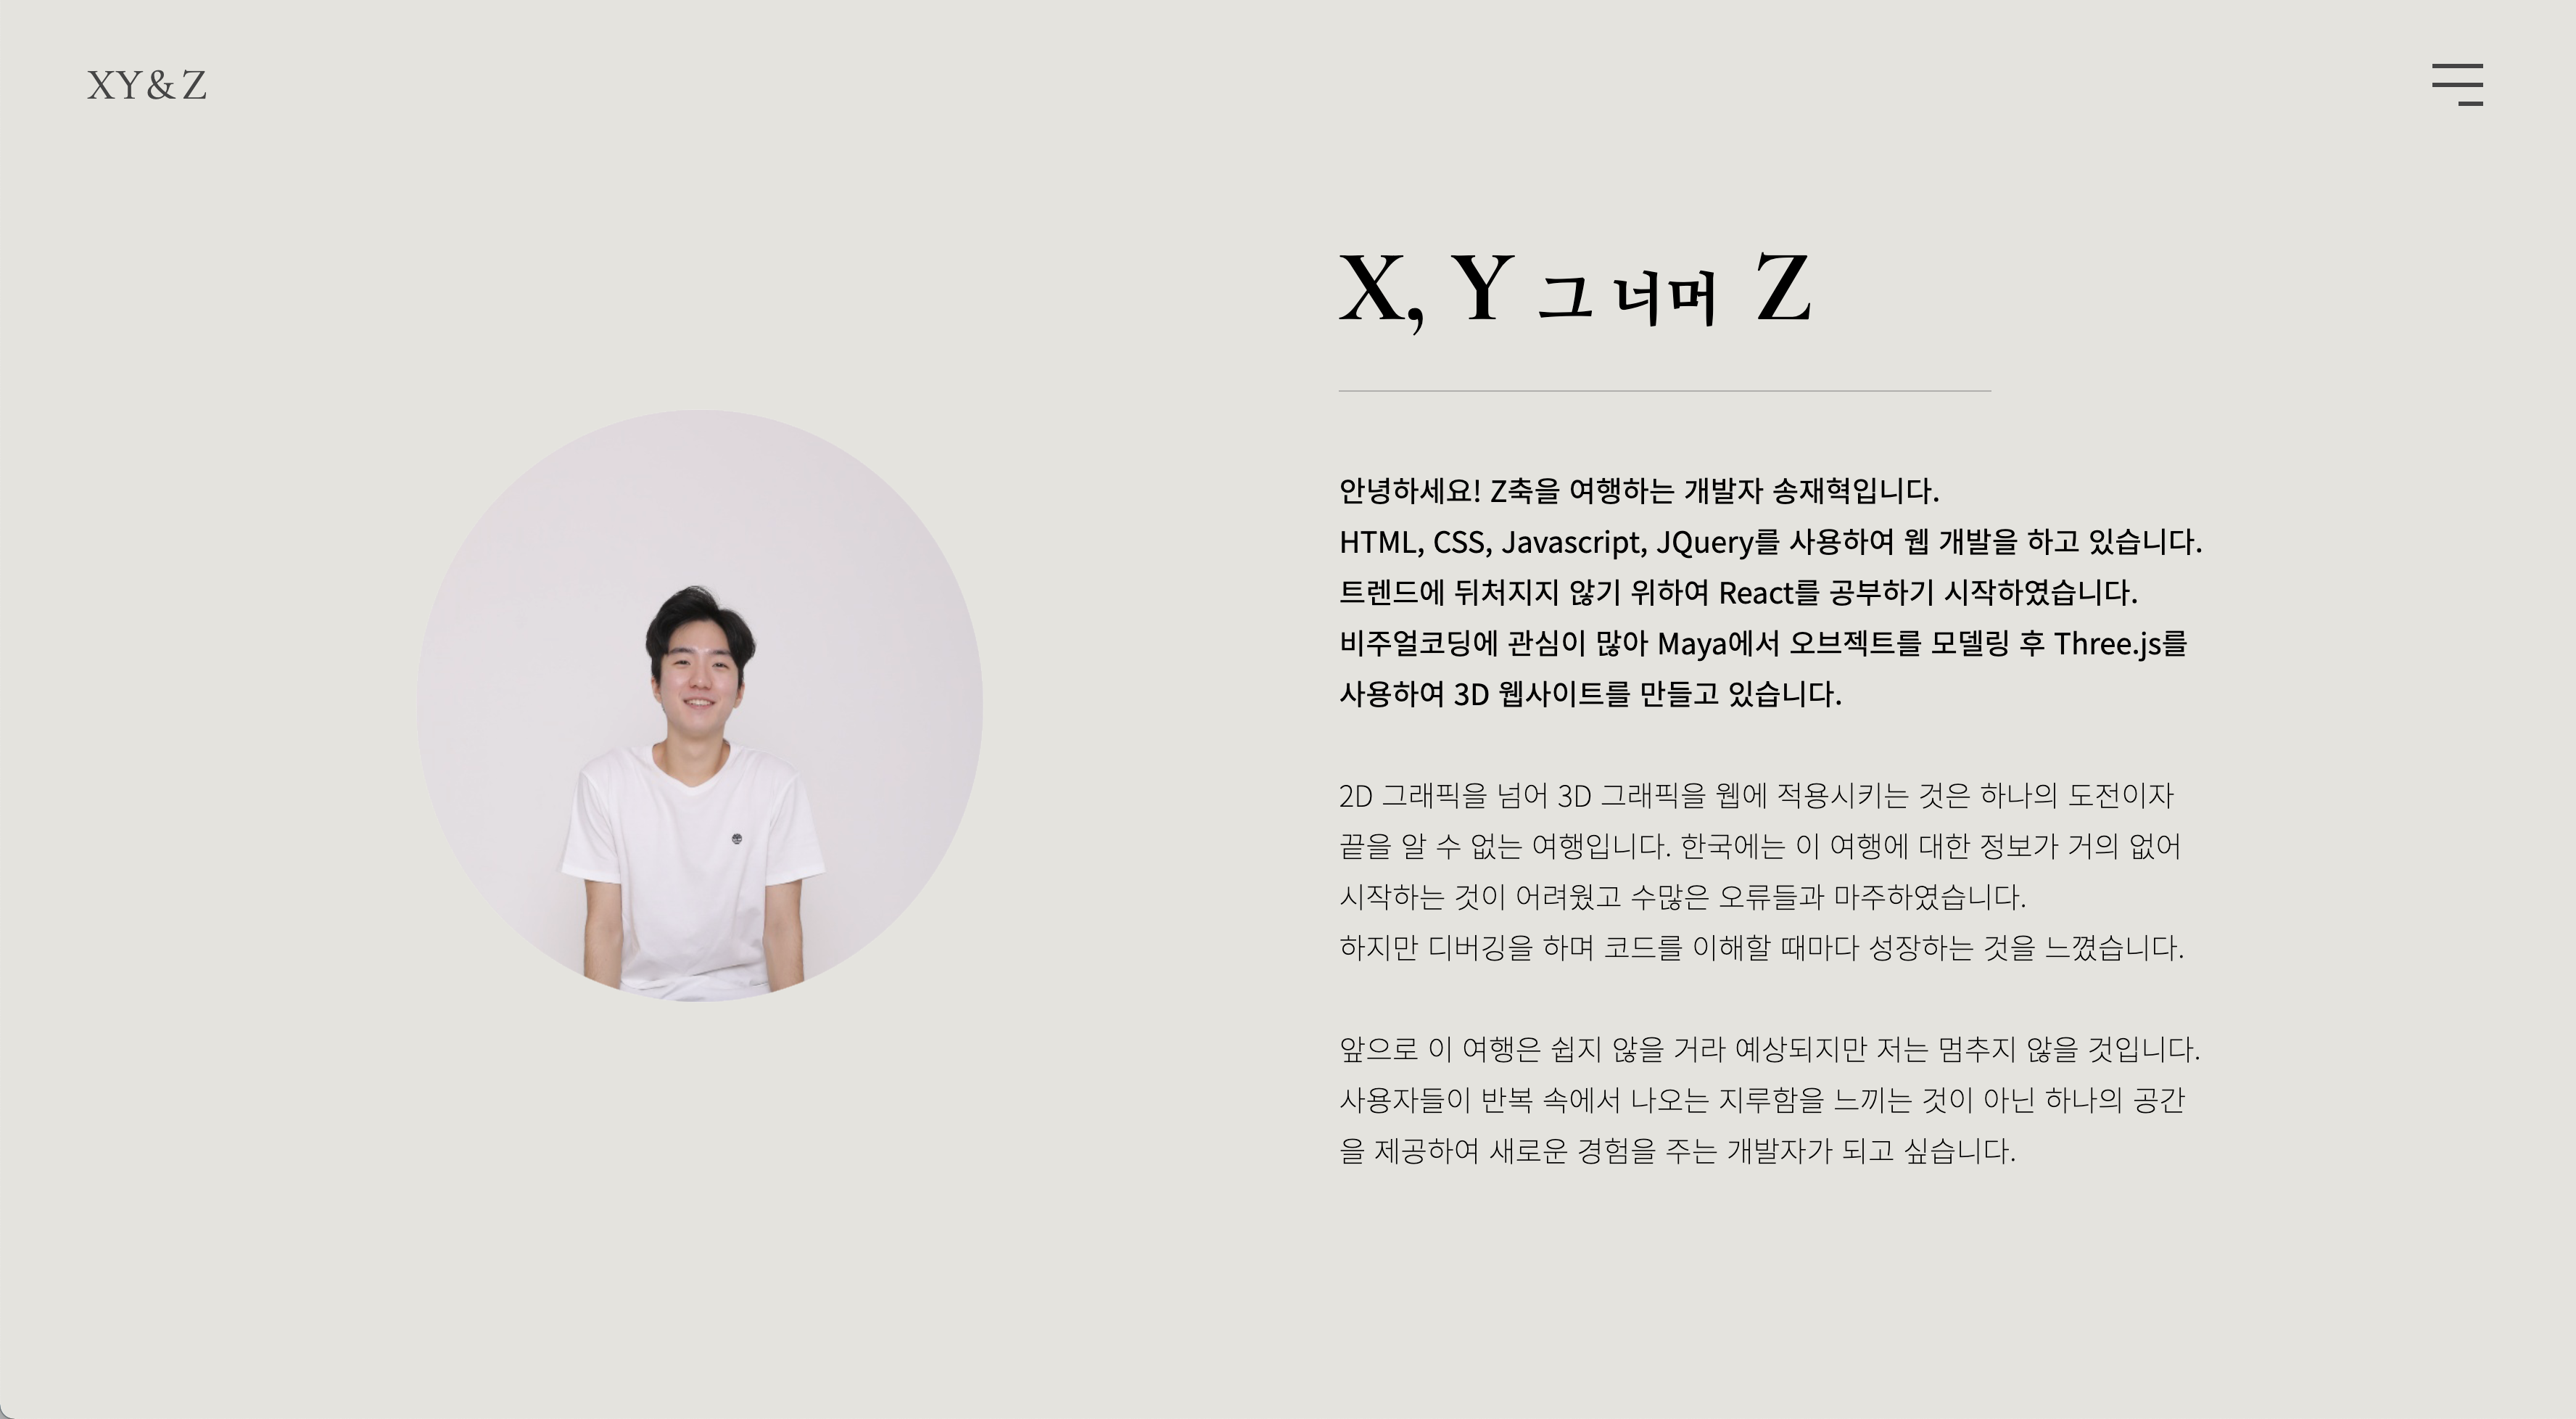 XY&Z
X, Y 그 너머 Z
안녕하세요! Z축을 여행하는 개발자 송재혁입니다.
HTML, CSS, Javascript, JQuery를 사용하여 웹 개발을 하고 있습니다.
트렌드에 뒤처지지 않기 위하여 React를 공부하기 시작하였습니다.
비주얼코딩에 관심이 많아 Maya에서 오브젝트를 모델링 후 Three.js를
사용하여 3D 웹사이트를 만들고 있습니다.
2D 그래픽을 넘어 3D 그래픽을 웹에 적용시키는 것은 하나의 도전이자
끝을 알 수 없는 여행입니다. 한국에는 이 여행에 대한 정보가 거의 없어
시작하는 것이 어려웠고 수많은 오류들과 마주하였습니다.
하지만 디버깅을 하며 코드를 이해할 때마다 성장하는 것을 느꼈습니다.
앞으로 이 여행은 쉽지 않을 거라 예상되지만 저는 멈추지 않을 것입니다.
사용자들이 반복 속에서 나오는 지루함을 느끼는 것이 아닌 하나의 공간
을 제공하여 새로운 경험을 주는 개발자가 되고 싶습니다.